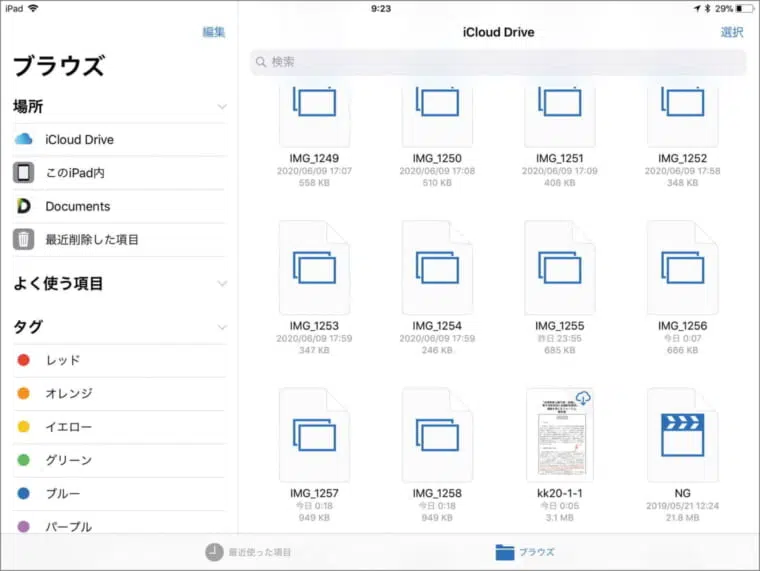 iPad
9:23
29%
編集
ブラウズ
場所
iCloud Drive
このiPad内
Documents
最近削除した項目
よく使う項目
タグ
レッド
オレンジ
イエロー
グリーン
ブルー
パープル
iCloud Drive
選択
検索
IMG_1249
2020/06/09 17:07
558 KB
IMG_1250
2020/06/09 17:08
510 KB
IMG_1251
2020/06/09 17:09
408 KB
IMG_1252
2020/06/09 17:58
348 KB
IMG_1253
2020/06/09 17:59
347 KB
IMG_1254
2020/06/09 17:59
246 KB
IMG_1255
昨日 23:55
685 KB
IMG_1256
今日 0:07
666 KB
IMG_1257
今日 0:18
949 KB
IMG_1258
今日 0:18
949 KB
kk20-1-1
今日 0:05
3.1 MB
NG
2019/05/21 12:24
21.8 MB
最近使った項目
ブラウズ